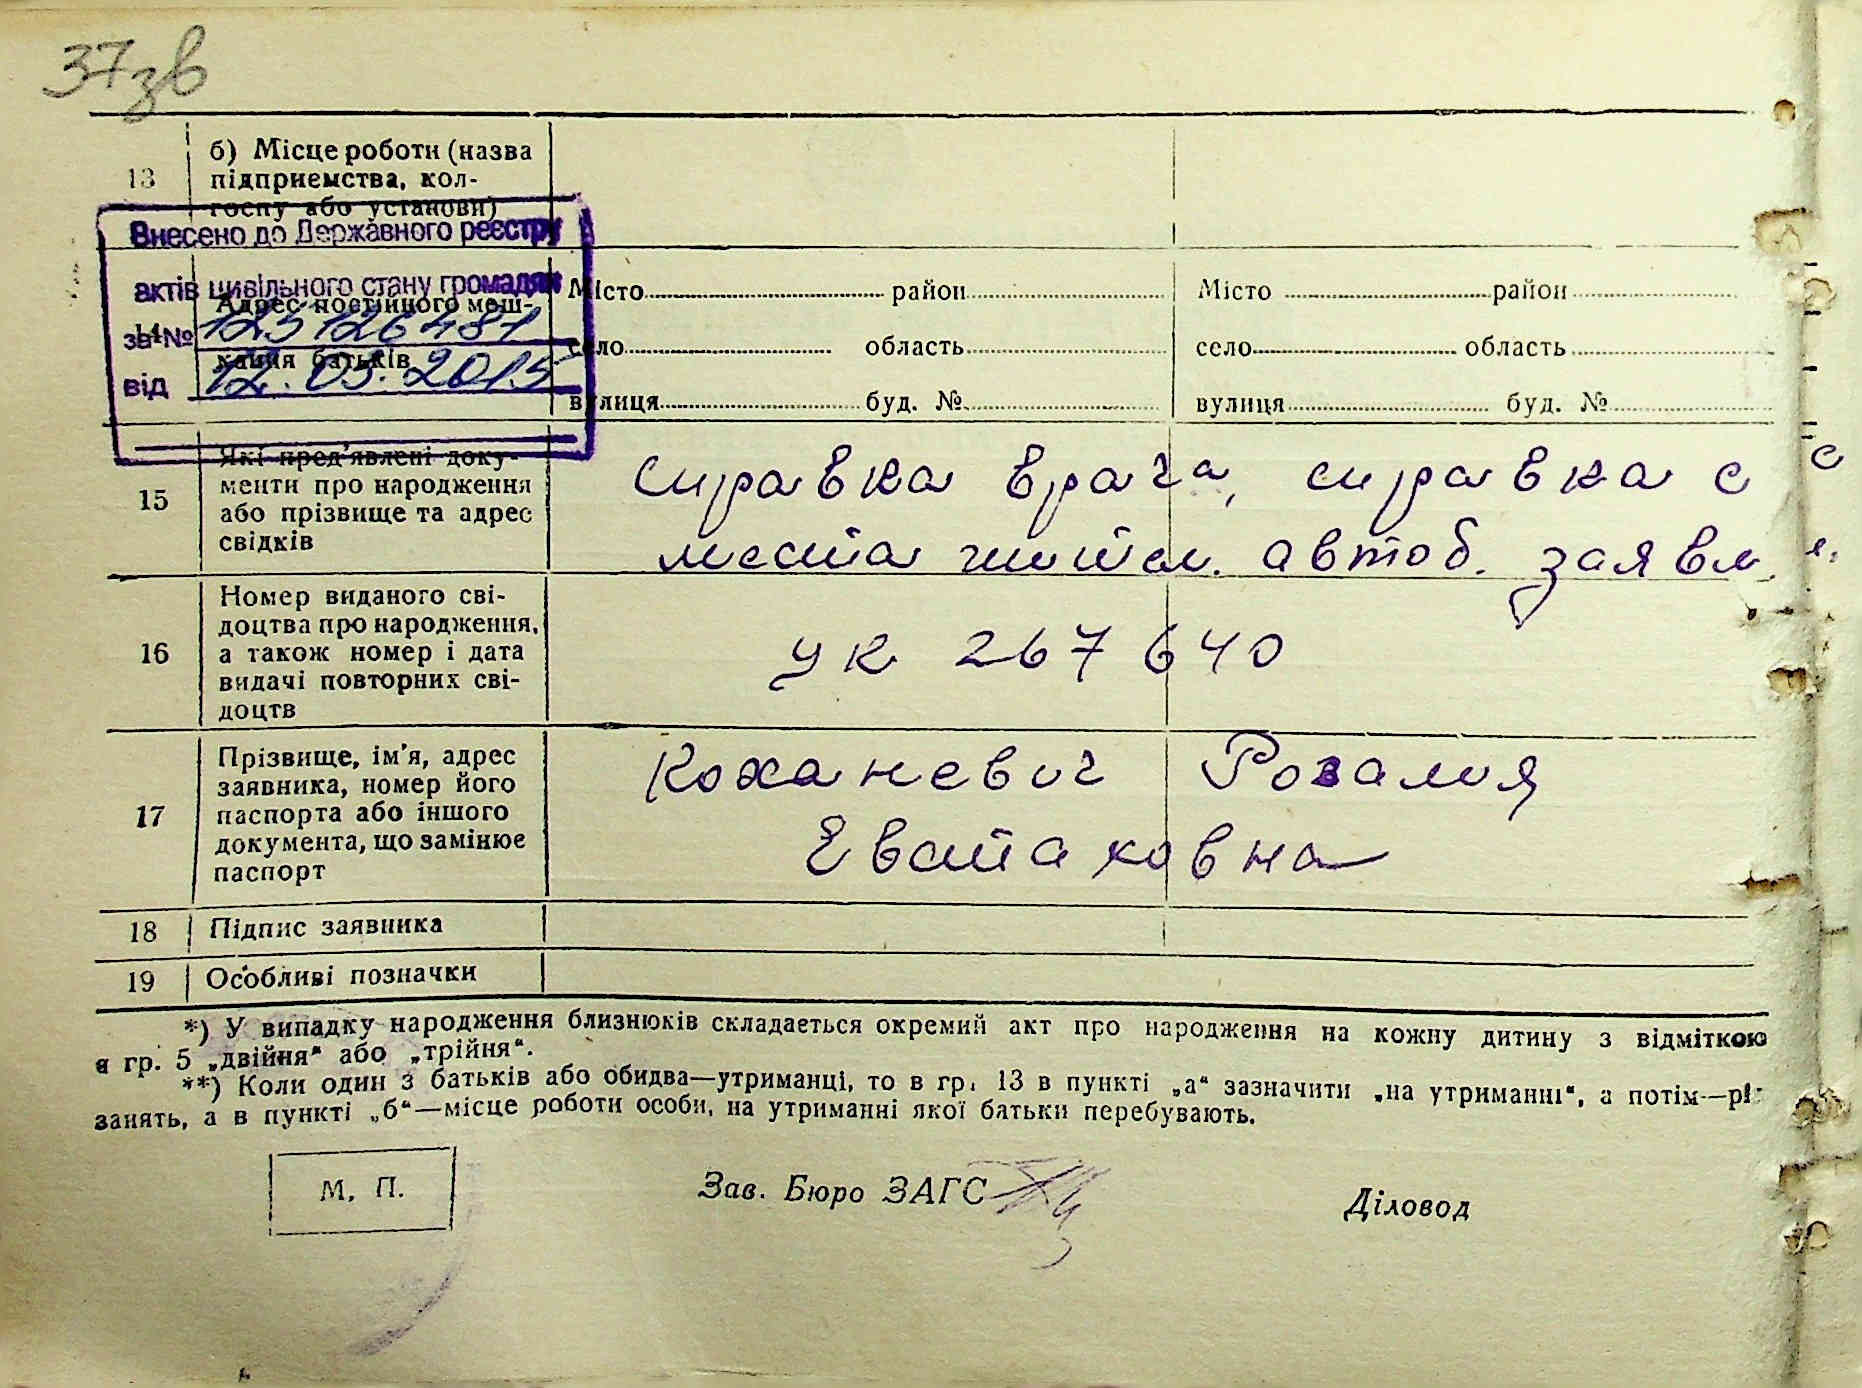 37зв
13 б) Місце роботи (назва
підприємства, кол-
госпу або установи)
Внесено до Державного реєстру
актів цивільного стану громадян
за № 123126481
від 12.03.2015
14 Адрес постійного меш-
кання батьків
Місто район Місто район
село область село область
вулиця буд. № вулиця буд. №
15 Які пред'явлені доку-
менти про народження
або прізвище та адрес
свідків
справка врача, справка с
места жител. автоб. заявл.
16 Номер виданого сві-
доцтва про народження,
а також номер і дата
видачі повторних сві-
доцтв
УК 267640
17 Прізвище, ім'я, адрес
заявника, номер його
паспорта або іншого
документа, що замінює
паспорт
Коханевич Розалия
Евстаховна
18 Підпис заявника
19 Особливі позначки
*) У випадку народження близнюків складається окремий акт про народження на кожну дитину з відміткою
в гр. 5 „двійня“ або „трійня“.
**) Коли один з батьків або обидва—утриманці, то в гр. 13 в пункті „а“ зазначити „на утриманні“, а потім—рі
занять, а в пункті „б“—місце роботи особи, на утриманні якої батьки перебувають.
М. П. Зав. Бюро ЗАГС Діловод